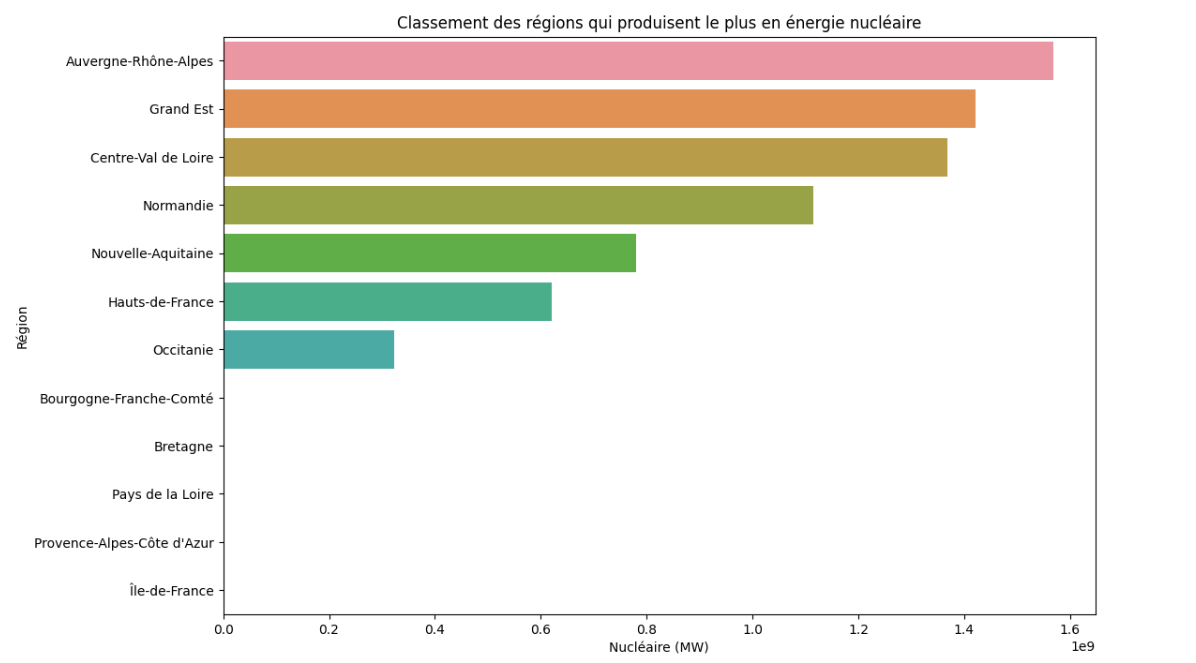 Classement des régions qui produisent le plus en énergie nucléaire
Auvergne-Rhône-Alpes
Grand Est
Centre-Val de Loire
Normandie
Nouvelle-Aquitaine
Hauts-de-France
Occitanie
Bourgogne-Franche-Comté
Bretagne
Pays de la Loire
Provence-Alpes-Côte d'Azur
Île-de-France
Région
0.0 0.2 0.4 0.6 0.8 1.0 1.2 1.4 1.6
1e9
Nucléaire (MW)